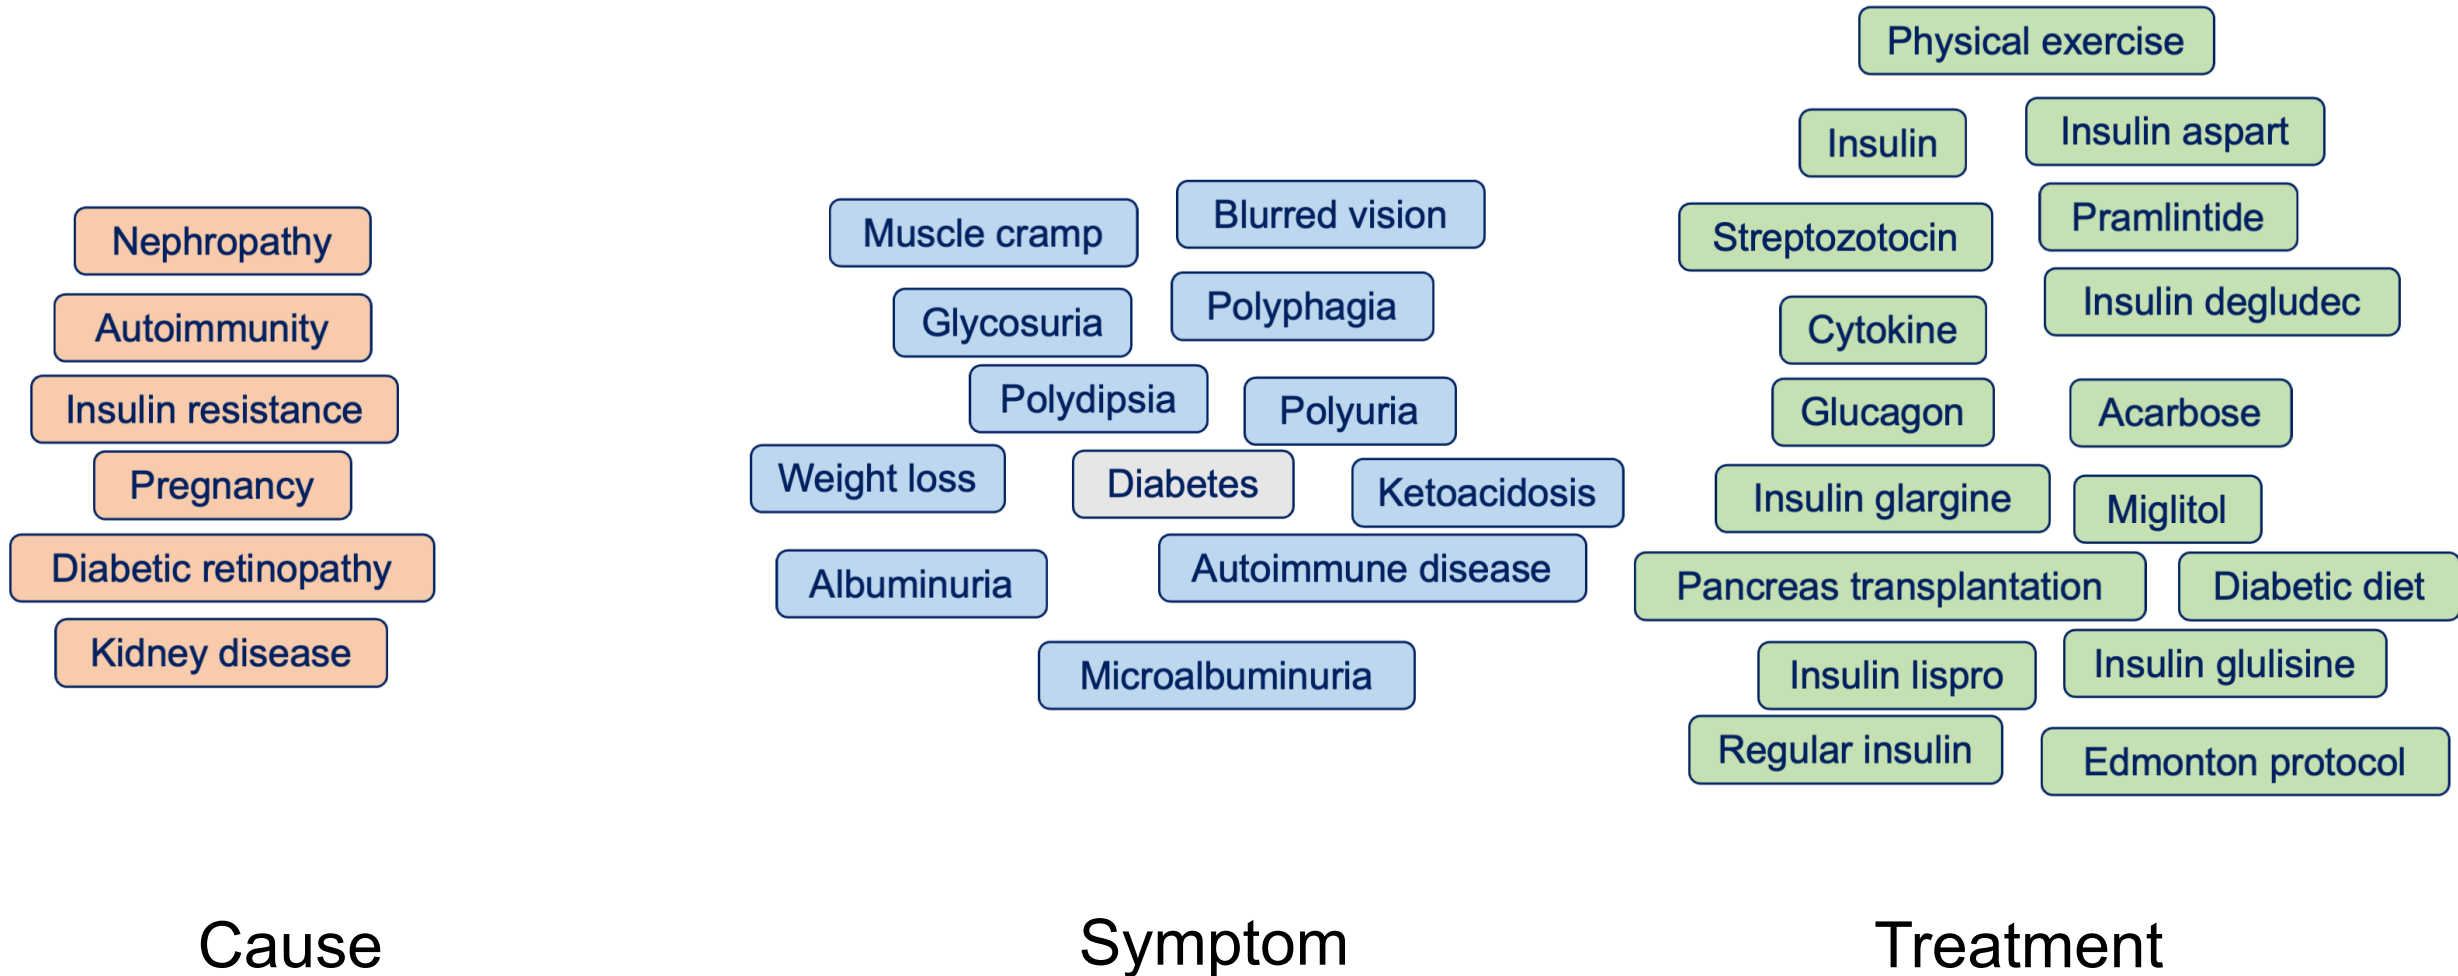 Nephropathy
Autoimmunity
Insulin resistance
Pregnancy
Diabetic retinopathy
Kidney disease
Cause
Muscle cramp
Blurred vision
Glycosuria
Polyphagia
Polydipsia
Polyuria
Weight loss
Diabetes
Ketoacidosis
Albuminuria
Autoimmune disease
Microalbuminuria
Symptom
Physical exercise
Insulin
Insulin aspart
Streptozotocin
Pramlintide
Cytokine
Insulin degludec
Glucagon
Acarbose
Insulin glargine
Miglitol
Pancreas transplantation
Diabetic diet
Insulin lispro
Insulin glulisine
Regular insulin
Edmonton protocol
Treatment